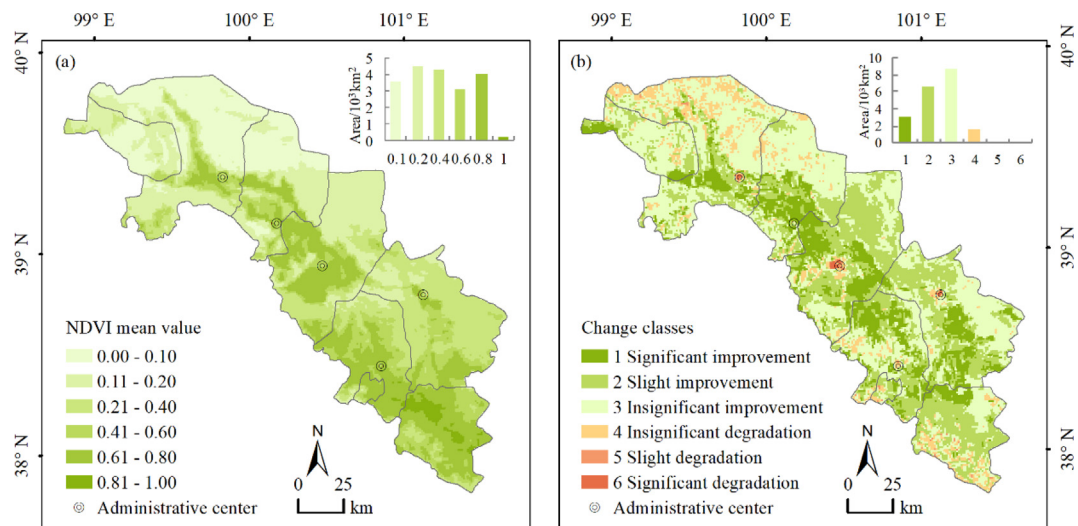 99° E 100° E 101° E
40° N
39° N
38° N
(a)
Area/10³km²
5
4
3
2
1
0
0.1 0.2 0.4 0.6 0.8 1
NDVI mean value
0.00 - 0.10
0.11 - 0.20
0.21 - 0.40
0.41 - 0.60
0.61 - 0.80
0.81 - 1.00
Administrative center
N
0 25
km
99° E 100° E 101° E
40° N
39° N
38° N
(b)
Area/10³km²
10
8
6
4
2
0
1 2 3 4 5 6
Change classes
1 Significant improvement
2 Slight improvement
3 Insignificant improvement
4 Insignificant degradation
5 Slight degradation
6 Significant degradation
Administrative center
N
0 25
km